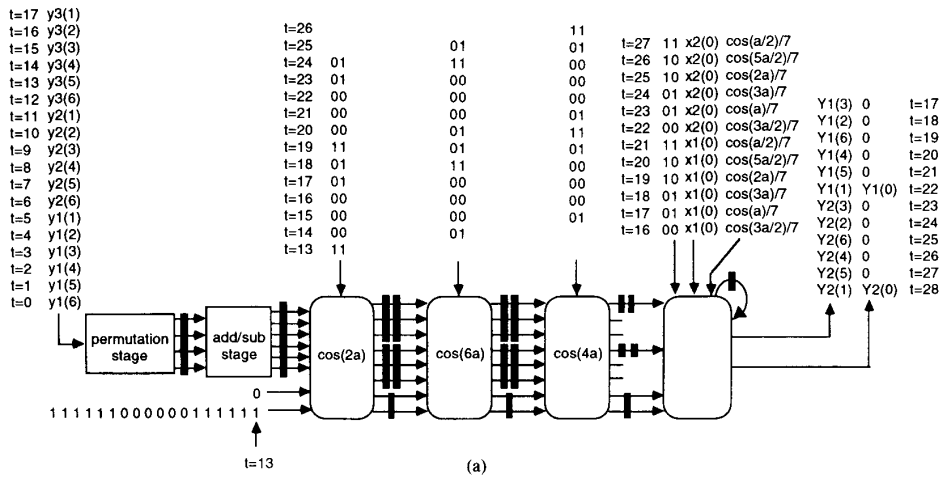 t=17 y3(1)
t=16 y3(2)
t=15 y3(3)
t=14 y3(4)
t=13 y3(5)
t=12 y3(6)
t=11 y2(1)
t=10 y2(2)
t=9 y2(3)
t=8 y2(4)
t=7 y2(5)
t=6 y2(6)
t=5 y1(1)
t=4 y1(2)
t=3 y1(3)
t=2 y1(4)
t=1 y1(5)
t=0 y1(6)
t=26
t=25
t=24 01
t=23 01
t=22 00
t=21 00
t=20 00
t=19 11
t=18 01
t=17 01
t=16 00
t=15 00
t=14 00
t=13 11
01
11
00
00
00
01
01
11
00
00
00
01
11
01
00
00
00
11
01
01
00
00
00
01
t=27 11 x2(0) cos(a/2)/7
t=26 10 x2(0) cos(5a/2)/7
t=25 10 x2(0) cos(2a)/7
t=24 01 x2(0) cos(3a)/7
t=23 01 x2(0) cos(a)/7
t=22 00 x2(0) cos(3a/2)/7
t=21 11 x1(0) cos(a/2)/7
t=20 10 x1(0) cos(5a/2)/7
t=19 10 x1(0) cos(2a)/7
t=18 01 x1(0) cos(3a)/7
t=17 01 x1(0) cos(a)/7
t=16 00 x1(0) cos(3a/2)/7
Y1(3) 0 t=17
Y1(2) 0 t=18
Y1(6) 0 t=19
Y1(4) 0 t=20
Y1(5) 0 t=21
Y1(1) Y1(0) t=22
Y2(3) 0 t=23
Y2(2) 0 t=24
Y2(6) 0 t=25
Y2(4) 0 t=26
Y2(5) 0 t=27
Y2(1) Y2(0) t=28
permutation
stage
add/sub
stage
cos(2a)
cos(6a)
cos(4a)
0
1 1 1 1 1 1 0 0 0 0 0 0 1 1 1 1 1 1
t=13
(a)